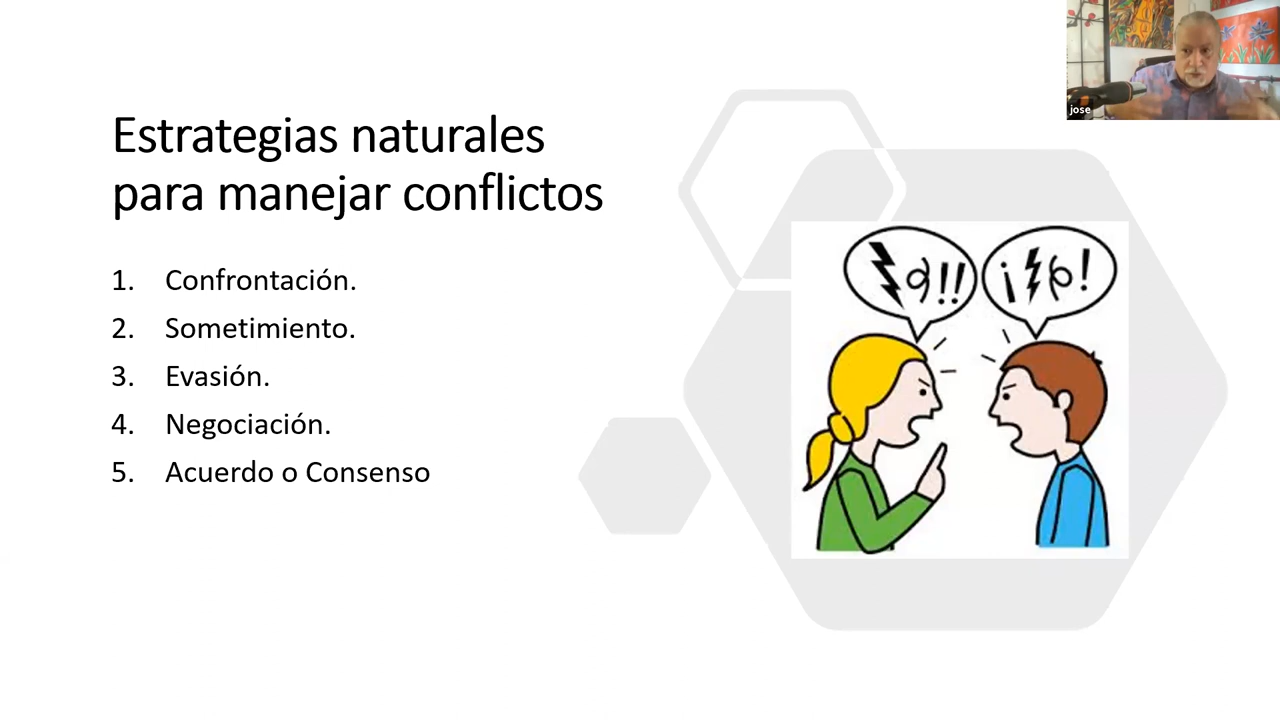 Estrategias naturales
para manejar conflictos
1. Confrontación.
2. Sometimiento.
3. Evasión.
4. Negociación.
5. Acuerdo o Consenso
jose